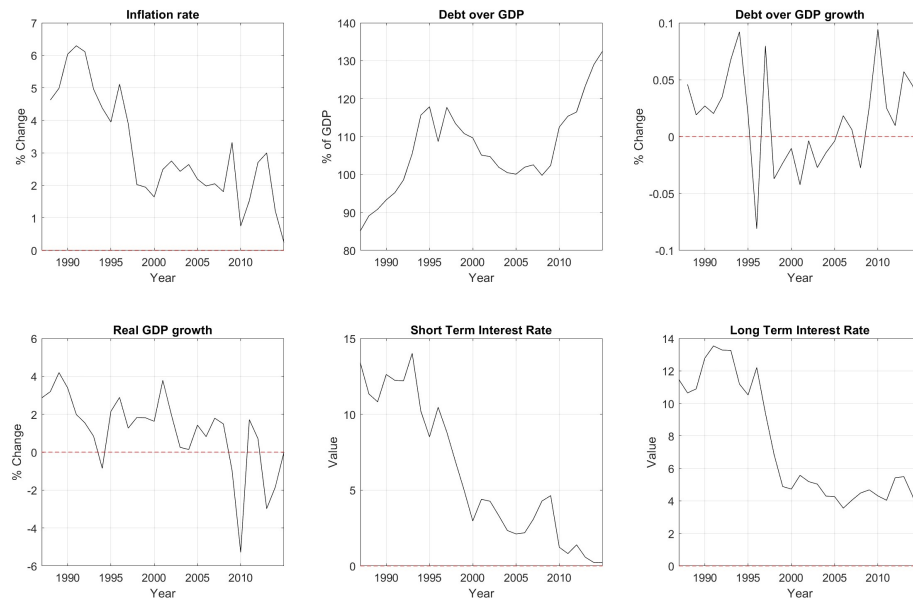 Inflation rate
7
6
5
4
3
2
1
0
% Change
1990 1995 2000 2005 2010
Year
Debt over GDP
140
130
120
110
100
90
80
% of GDP
1990 1995 2000 2005 2010
Year
Debt over GDP growth
0.1
0.05
0
-0.05
-0.1
% Change
1990 1995 2000 2005 2010
Year
Real GDP growth
6
4
2
0
-2
-4
-6
% Change
1990 1995 2000 2005 2010
Year
Short Term Interest Rate
15
10
5
0
Value
1990 1995 2000 2005 2010
Year
Long Term Interest Rate
14
12
10
8
6
4
2
0
Value
1990 1995 2000 2005 2010
Year